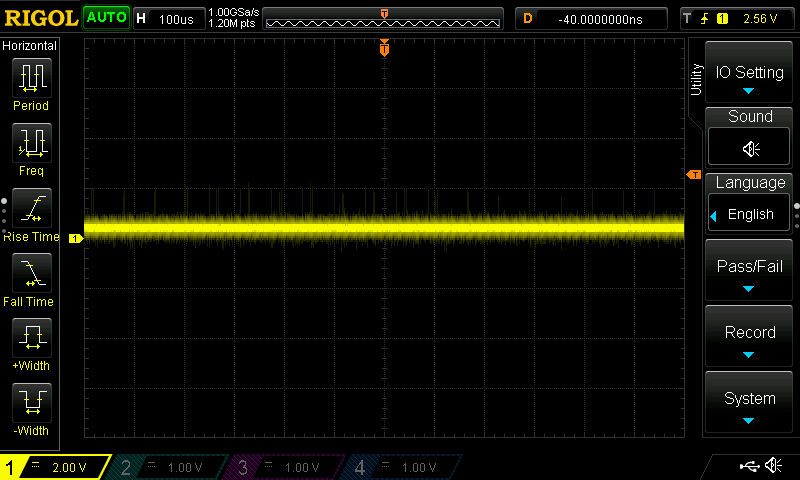 RIGOL AUTO H 100us 1.00GSa/s 1.20M pts T D -40.0000000ns T 1 2.56 V
Horizontal
Period
Freq
Rise Time
Fall Time
+Width
-Width
T
T
1
Utility
IO Setting
Sound
Language
English
Pass/Fail
Record
System
1 2.00 V 2 1.00 V 3 1.00 V 4 1.00 V